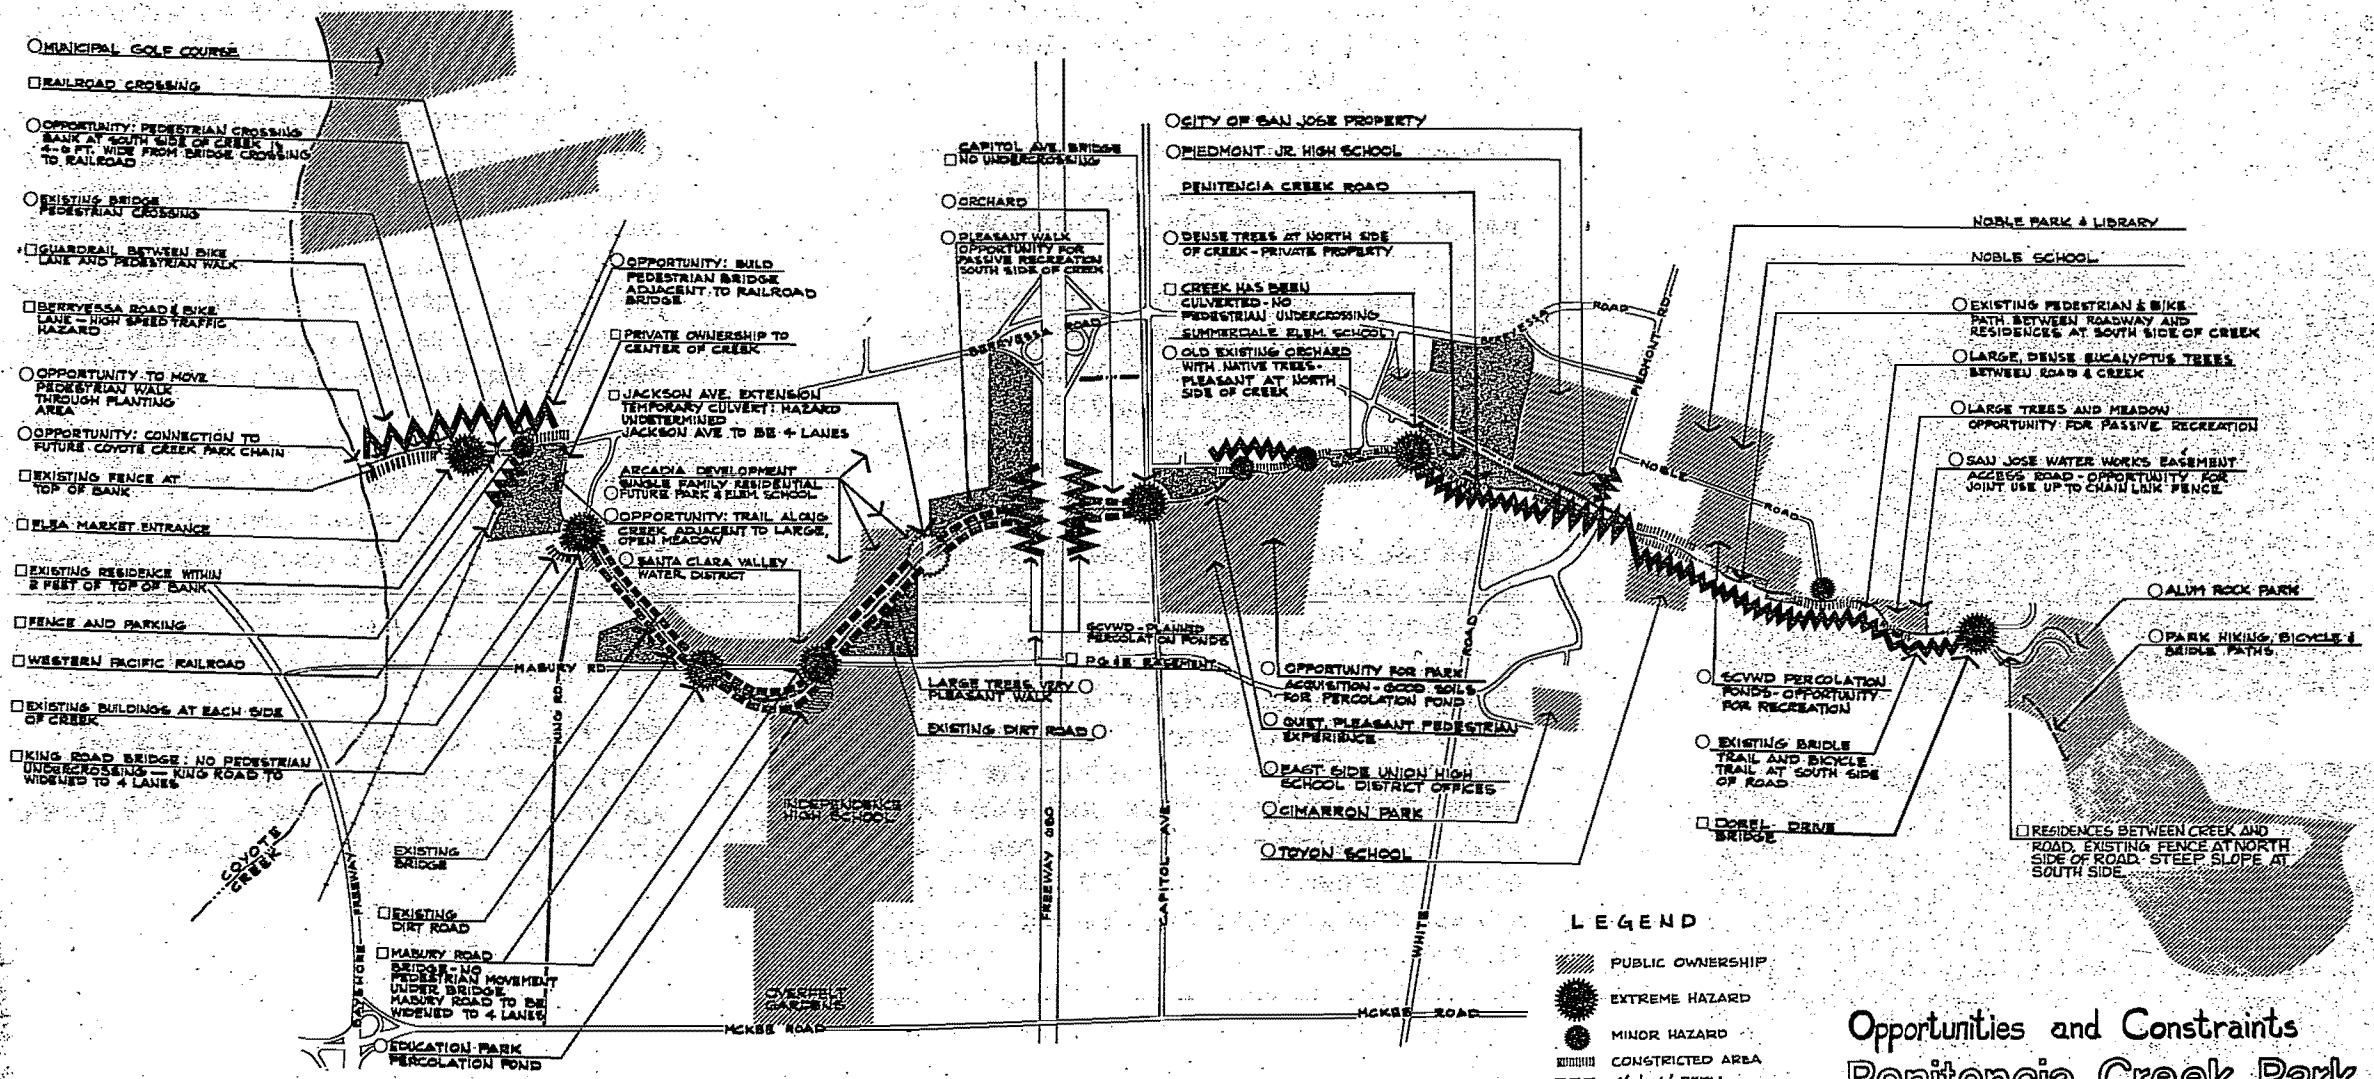 MUNICIPAL GOLF COURSE
RAILROAD CROSSING
OPPORTUNITY: PEDESTRIAN CROSSING
BANK AT SOUTH SIDE OF CREEK IS
FT. WIDE FROM BRIDGE CROSSING
TO RAILROAD
EXISTING BRIDGE
PEDESTRIAN CROSSING
GUARDRAIL BETWEEN BIKE
LANE AND PEDESTRIAN WALK
BERRYESSA ROAD & BIKE
LANE - HIGH SPEED TRAFFIC
HAZARD
OPPORTUNITY TO MOVE
PEDESTRIAN WALK
THROUGH PLANTING
AREA
OPPORTUNITY: CONNECTION TO
FUTURE COYOTE CREEK PARK CHAIN
EXISTING FENCE AT
TOP OF BANK
FLEA MARKET ENTRANCE
EXISTING RESIDENCE WITHIN
2 FEET OF TOP OF BANK
FENCE AND PARKING
WESTERN PACIFIC RAILROAD
EXISTING BUILDINGS AT EACH SIDE
OF CREEK
KING ROAD BRIDGE: NO PEDESTRIAN
UNDERCROSSING - KING ROAD TO
WIDENED TO 4 LANES
COYOTE
CREEK
BAYSHORE FREEWAY
EXISTING
BRIDGE
EXISTING
DIRT ROAD
MABURY ROAD
BRIDGE - NO
PEDESTRIAN MOVEMENT
UNDER BRIDGE
MABURY ROAD TO BE
WIDENED TO 4 LANES
EDUCATION PARK
PERCOLATION POND
OPPORTUNITY: BUILD
PEDESTRIAN BRIDGE
ADJACENT TO RAILROAD
BRIDGE
PRIVATE OWNERSHIP TO
CENTER OF CREEK
JACKSON AVE. EXTENSION
TEMPORARY CULVERT: HAZARD
UNDETERMINED
JACKSON AVE TO BE 4 LANES
ARCADIA DEVELOPMENT
SINGLE FAMILY RESIDENTIAL
FUTURE PARK & ELEM. SCHOOL
OPPORTUNITY: TRAIL ALONG
CREEK ADJACENT TO LARGE,
OPEN MEADOW
SANTA CLARA VALLEY
WATER DISTRICT
MABURY RD
KING RD
INDEPENDENCE
HIGH SCHOOL
OVERFELT
GARDENS
MCKEE ROAD
CAPITOL AVE. BRIDGE
NO UNDERCROSSING
ORCHARD
PLEASANT WALK
OPPORTUNITY FOR
PASSIVE RECREATION
SOUTH SIDE OF CREEK
BERRYESSA ROAD
SCVWD - PLANNED
PERCOLATION PONDS
PG&E EASEMENT
LARGE TREES VERY
PLEASANT WALK
EXISTING DIRT ROAD
FREEWAY 680
CAPITOL AVE
CITY OF SAN JOSE PROPERTY
PIEDMONT JR. HIGH SCHOOL
PENITENCIA CREEK ROAD
DENSE TREES AT NORTH SIDE
OF CREEK - PRIVATE PROPERTY
CREEK HAS BEEN
CULVERTED - NO
PEDESTRIAN UNDERCROSSING
SUMMERDALE ELEM. SCHOOL
OLD EXISTING ORCHARD
WITH NATIVE TREES -
PLEASANT AT NORTH
SIDE OF CREEK
BERRYESSA ROAD
PIEDMONT RD
NOBLE ROAD
OPPORTUNITY FOR PARK
ACQUISITION - GOOD SOILS
FOR PERCOLATION POND
QUIET, PLEASANT PEDESTRIAN
EXPERIENCE
EAST SIDE UNION HIGH
SCHOOL DISTRICT OFFICES
CIMARRON PARK
TOYON SCHOOL
WHITE ROAD
MCKEE ROAD
NOBLE PARK & LIBRARY
NOBLE SCHOOL
EXISTING PEDESTRIAN & BIKE
PATH BETWEEN ROADWAY AND
RESIDENCES AT SOUTH SIDE OF CREEK
LARGE, DENSE EUCALYPTUS TREES
BETWEEN ROAD & CREEK
LARGE TREES AND MEADOW
OPPORTUNITY FOR PASSIVE RECREATION
SAN JOSE WATER WORKS EASEMENT
ACCESS ROAD - OPPORTUNITY FOR
JOINT USE UP TO CHAIN LINK FENCE
ALUM ROCK PARK
PARK HIKING, BICYCLE &
BRIDLE PATHS
SCVWD PERCOLATION
PONDS - OPPORTUNITY
FOR RECREATION
EXISTING BRIDLE
TRAIL AND BICYCLE
TRAIL AT SOUTH SIDE
OF ROAD
DOREL DRIVE
BRIDGE
RESIDENCES BETWEEN CREEK AND
ROAD. EXISTING FENCE AT NORTH
SIDE OF ROAD. STEEP SLOPE AT
SOUTH SIDE.
LEGEND
PUBLIC OWNERSHIP
EXTREME HAZARD
MINOR HAZARD
CONSTRICTED AREA
Opportunities and Constraints
Penitencia Creek Park